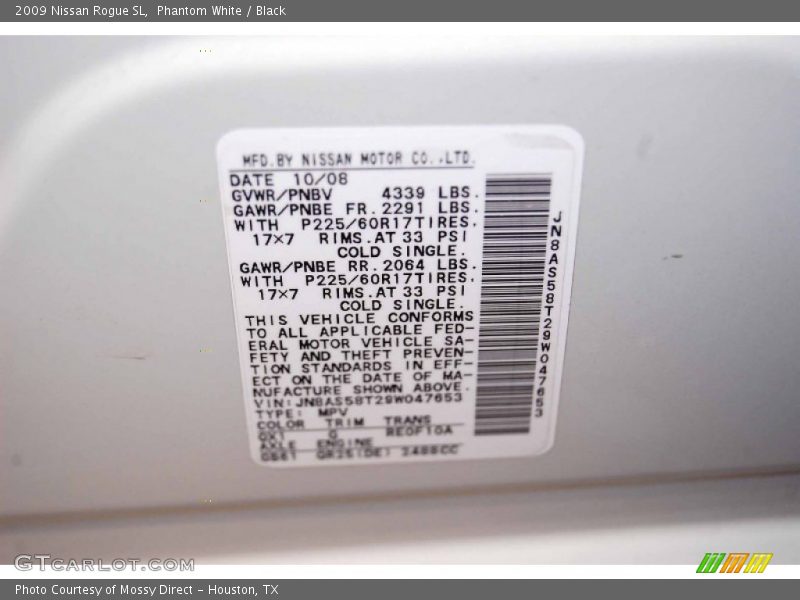 2009 Nissan Rogue SL,  Phantom White / Black
MFD.BY NISSAN MOTOR CO.,LTD.
DATE 10/08
GVWR/PNBV 4339 LBS.
GAWR/PNBE FR.2291 LBS.
WITH P225/60R17TIRES.
17×7 RIMS.AT 33 PSI
COLD SINGLE.
GAWR/PNBE RR.2064 LBS.
WITH P225/60R17TIRES.
17×7 RIMS.AT 33 PSI
COLD SINGLE.
THIS VEHICLE CONFORMS
TO ALL APPLICABLE FED-
ERAL MOTOR VEHICLE SA-
FETY AND THEFT PREVEN-
TION STANDARDS IN EFF-
ECT ON THE DATE OF MA-
NUFACTURE SHOWN ABOVE.
VIN:JN8AS58T29W047653
TYPE: MPV
COLOR TRIM TRANS
QX1 G RE0F10A
AXLE ENGINE
QR25(DE) 2488CC
JN8AS58T29W047653
GTCARLOT.COM
Photo Courtesy of Mossy Direct - Houston, TX